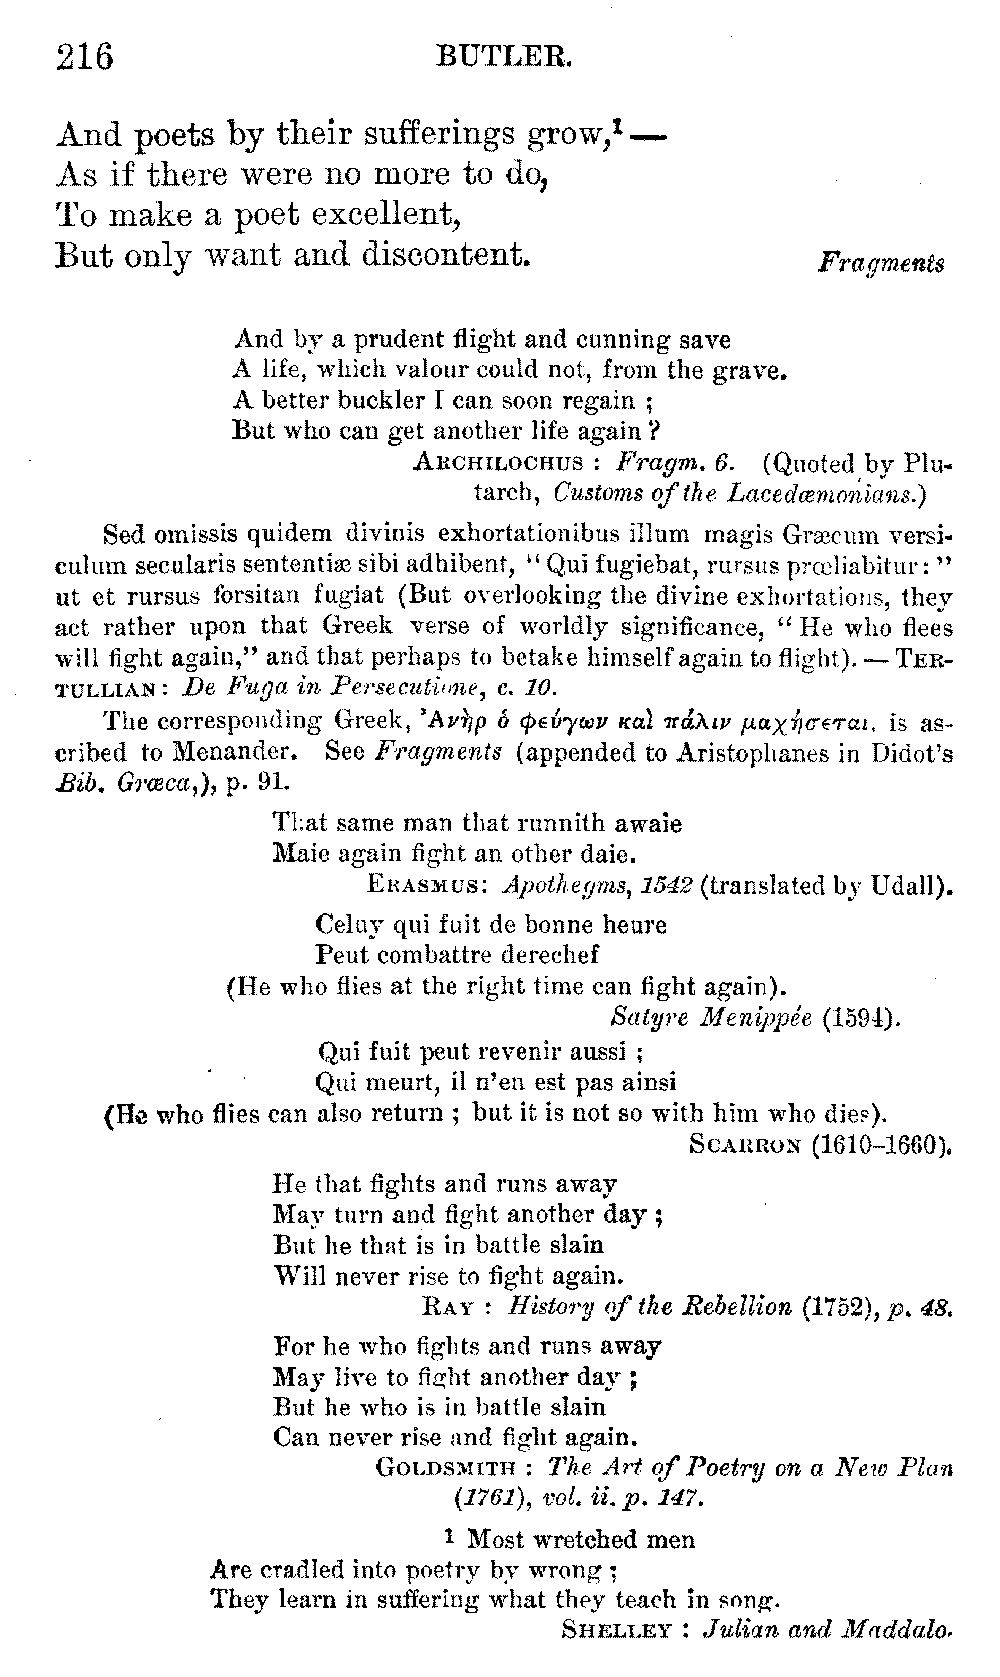 216 BUTLER.
And poets by their sufferings grow,¹ —
As if there were no more to do,
To make a poet excellent,
But only want and discontent. Fragments
And by a prudent flight and cunning save
A life, which valour could not, from the grave.
A better buckler I can soon regain ;
But who can get another life again ?
ARCHILOCHUS : Fragm. 6. (Quoted by Plu-
tarch, Customs of the Lacedæmonians.)
Sed omissis quidem divinis exhortationibus illum magis Græcum versi-
culum secularis sententiæ sibi adhibent, “ Qui fugiebat, rursus prœliabitur : ”
ut et rursus forsitan fugiat (But overlooking the divine exhortations, they
act rather upon that Greek verse of worldly significance, “ He who flees
will fight again,” and that perhaps to betake himself again to flight). — TER-
TULLIAN : De Fuga in Persecutione, c. 10.
The corresponding Greek, Ἀνὴρ ὁ φεύγων καὶ πάλιν μαχήσεται, is as-
cribed to Menander. See Fragments (appended to Aristophanes in Didot’s
Bib. Græca,), p. 91.
That same man that runnith awaie
Maie again fight an other daie.
ERASMUS : Apothegms, 1542 (translated by Udall).
Celuy qui fuit de bonne heure
Peut combattre derechef
(He who flies at the right time can fight again).
Satyre Menippée (1594).
Qui fuit peut revenir aussi ;
Qui meurt, il n’en est pas ainsi
(He who flies can also return ; but it is not so with him who dies).
SCARRON (1610–1660).
He that fights and runs away
May turn and fight another day ;
But he that is in battle slain
Will never rise to fight again.
RAY : History of the Rebellion (1752), p. 48.
For he who fights and runs away
May live to fight another day ;
But he who is in battle slain
Can never rise and fight again.
GOLDSMITH : The Art of Poetry on a New Plan
(1761), vol. ii. p. 147.
¹ Most wretched men
Are cradled into poetry by wrong ;
They learn in suffering what they teach in song.
SHELLEY : Julian and Maddalo.